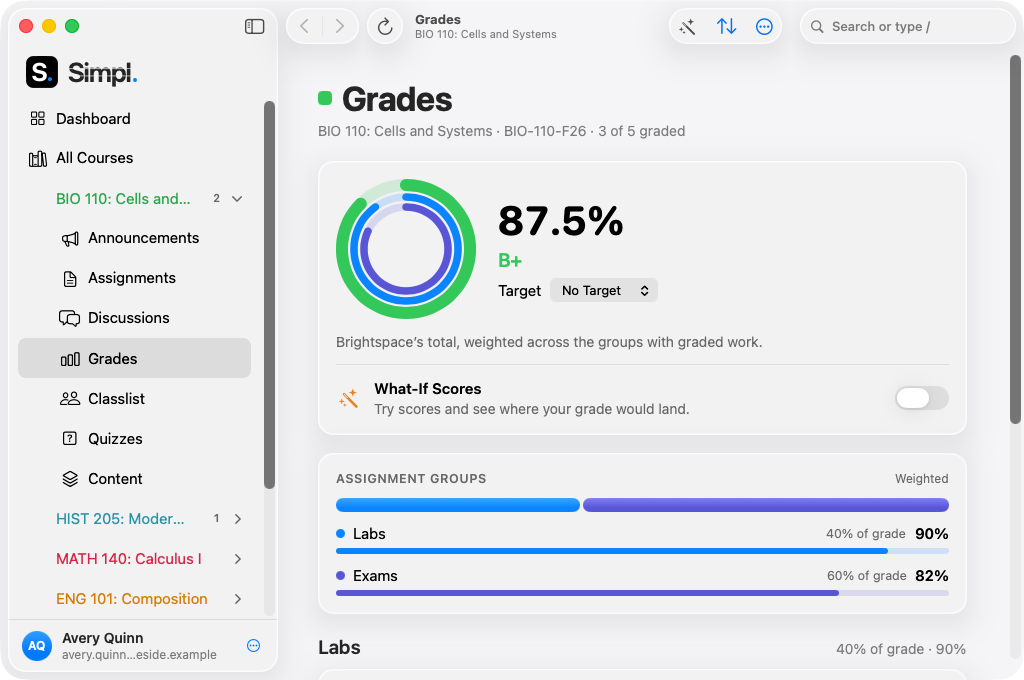 Grades
BIO 110: Cells and Systems
Search or type /
S.
Simpl.
Dashboard
All Courses
BIO 110: Cells and... 2
Announcements
Assignments
Discussions
Grades
Classlist
Quizzes
Content
HIST 205: Moder... 1
MATH 140: Calculus I
ENG 101: Composition
AQ
Avery Quinn
avery.quinn...eside.example
Grades
BIO 110: Cells and Systems · BIO-110-F26 · 3 of 5 graded
87.5%
B+
Target No Target
Brightspace’s total, weighted across the groups with graded work.
What-If Scores
Try scores and see where your grade would land.
ASSIGNMENT GROUPS Weighted
Labs 40% of grade 90%
Exams 60% of grade 82%
Labs 40% of grade · 90%